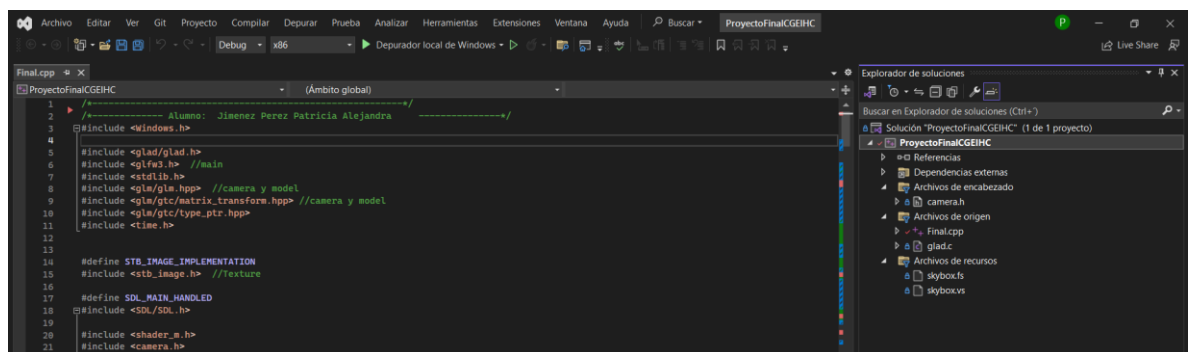 Archivo Editar Ver Git Proyecto Compilar Depurar Prueba Analizar Herramientas Extensiones Ventana Ayuda Buscar ProyectoFinalCGEIHC P
Debug x86 Depurador local de Windows Live Share
Final.cpp
ProyectoFinalCGEIHC (Ámbito global)
1 /*---------------------------------------------------------*/
2 /*------------- Alumno: Jimenez Perez Patricia Alejandra ---------------*/
3 #include <Windows.h>
4
5 #include <glad/glad.h>
6 #include <glfw3.h> //main
7 #include <stdlib.h>
8 #include <glm/glm.hpp> //camera y model
9 #include <glm/gtc/matrix_transform.hpp> //camera y model
10 #include <glm/gtc/type_ptr.hpp>
11 #include <time.h>
12
13
14 #define STB_IMAGE_IMPLEMENTATION
15 #include <stb_image.h> //Texture
16
17 #define SDL_MAIN_HANDLED
18 #include <SDL/SDL.h>
19
20 #include <shader_m.h>
21 #include <camera.h>
Explorador de soluciones
Buscar en Explorador de soluciones (Ctrl+´)
Solución "ProyectoFinalCGEIHC" (1 de 1 proyecto)
ProyectoFinalCGEIHC
Referencias
Dependencias externas
Archivos de encabezado
camera.h
Archivos de origen
Final.cpp
glad.c
Archivos de recursos
skybox.fs
skybox.vs